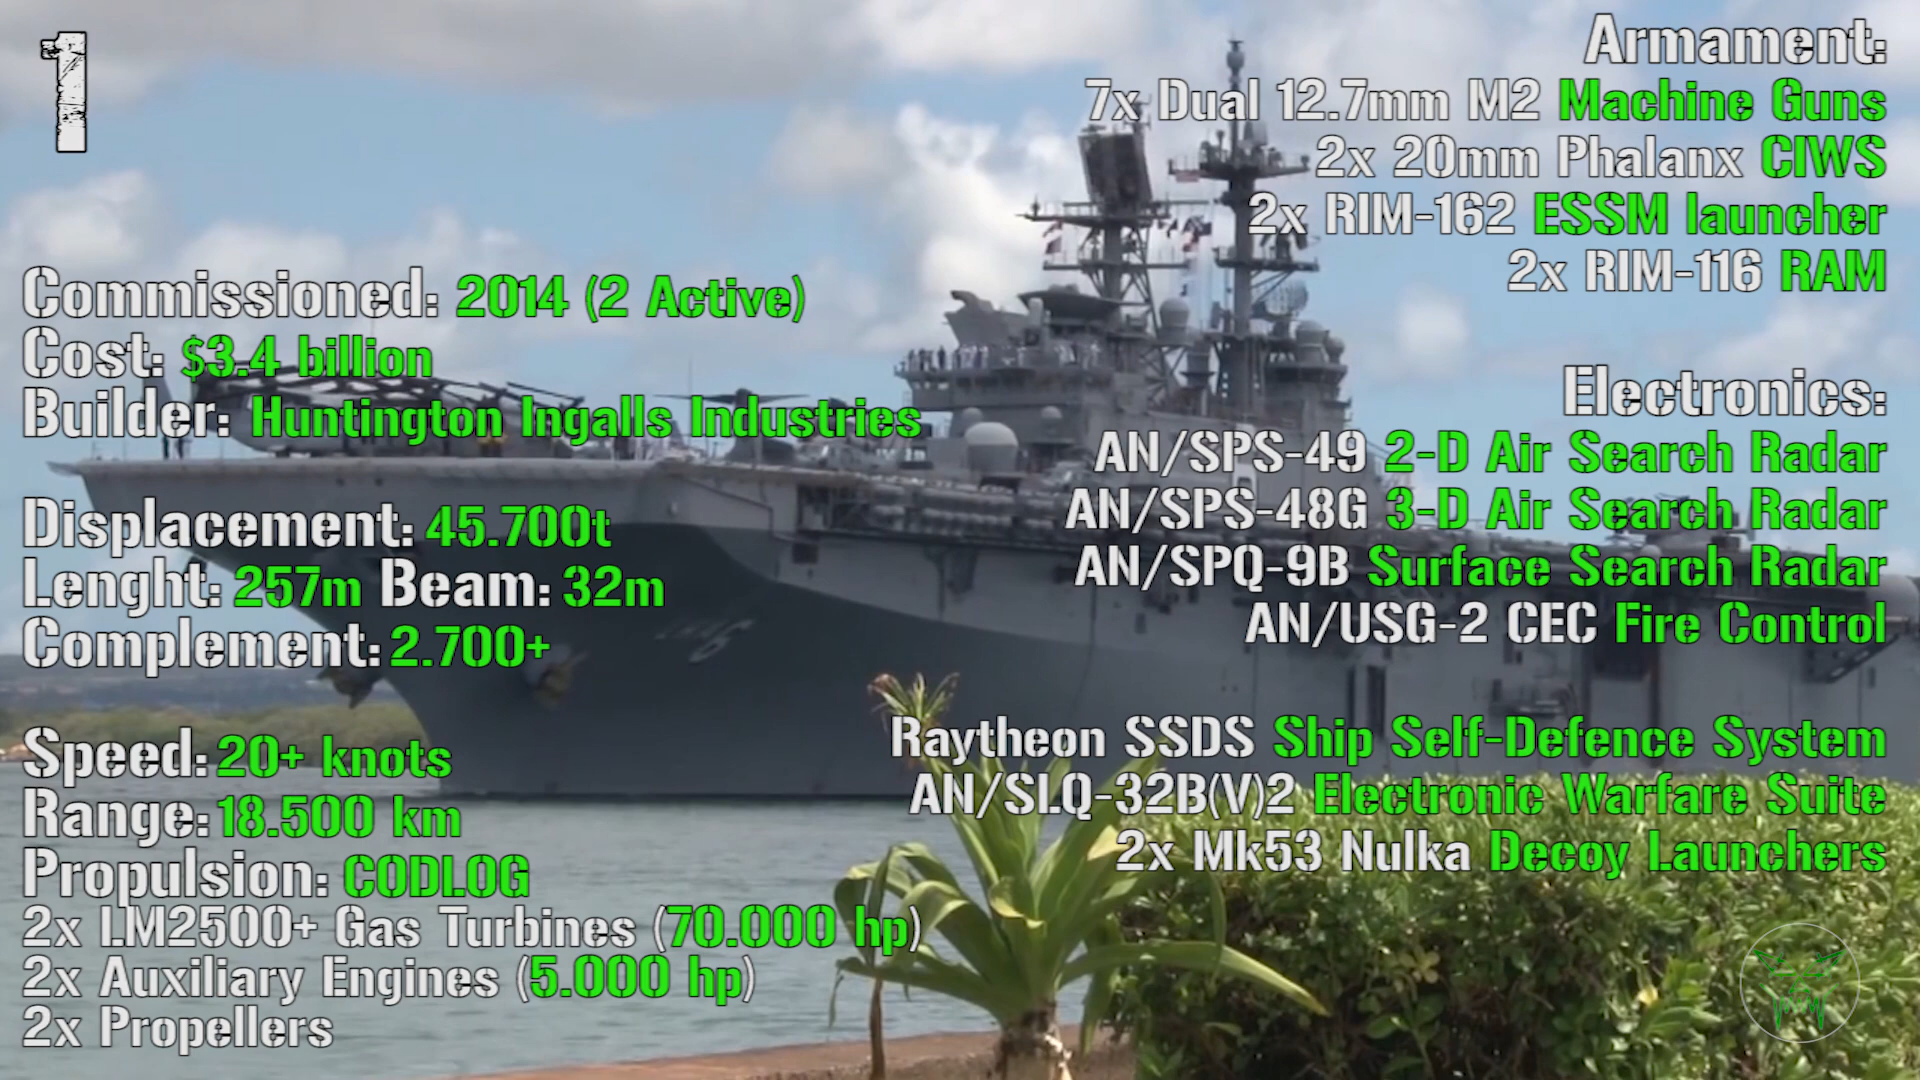 1
Commissioned: 2014 (2 Active)
Cost: $3.4 billion
Builder: Huntington Ingalls Industries
Displacement: 45.700t
Lenght: 257m Beam: 32m
Complement: 2.700+
Speed: 20+ knots
Range: 18.500 km
Propulsion: CODLOG
2x LM2500+ Gas Turbines (70.000 hp)
2x Auxiliary Engines (5.000 hp)
2x Propellers
Armament:
7x Dual 12.7mm M2 Machine Guns
2x 20mm Phalanx CIWS
2x RIM-162 ESSM launcher
2x RIM-116 RAM
Electronics:
AN/SPS-49 2-D Air Search Radar
AN/SPS-48G 3-D Air Search Radar
AN/SPQ-9B Surface Search Radar
AN/USG-2 CEC Fire Control
Raytheon SSDS Ship Self-Defence System
AN/SLQ-32B(V)2 Electronic Warfare Suite
2x Mk53 Nulka Decoy Launchers
6